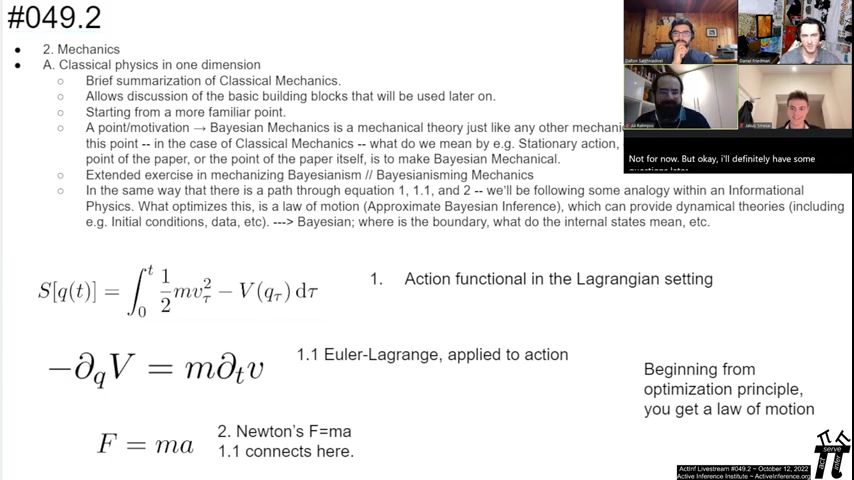 #049.2
2. Mechanics
A. Classical physics in one dimension
Brief summarization of Classical Mechanics.
Allows discussion of the basic building blocks that will be used later on.
Starting from a more familiar point.
A point/motivation → Bayesian Mechanics is a mechanical theory just like any other mechanic
this point -- in the case of Classical Mechanics -- what do we mean by e.g. Stationary action,
point of the paper, or the point of the paper itself, is to make Bayesian Mechanical.
Extended exercise in mechanizing Bayesianism // Bayesianisming Mechanics
In the same way that there is a path through equation 1, 1.1, and 2 -- we'll be following some analogy within an Informational
Physics. What optimizes this, is a law of motion (Approximate Bayesian Inference), which can provide dynamical theories (including
e.g. Initial conditions, data, etc). ---> Bayesian; where is the boundary, what do the internal states mean, etc.
Daniel Friedman
Not for now. But okay, i'll definitely have some
questions later
S[q(t)] = ∫₀ᵗ 1/2 mv_τ² − V(q_τ) dτ
1. Action functional in the Lagrangian setting
−∂_qV = m∂_tv
1.1 Euler-Lagrange, applied to action
Beginning from
optimization principle,
you get a law of motion
F = ma
2. Newton's F=ma
1.1 connects here.
act
serve
infer
ActInf Livestream #049.2 ~ October 12, 2022
Active Inference Institute ~ ActiveInference.org